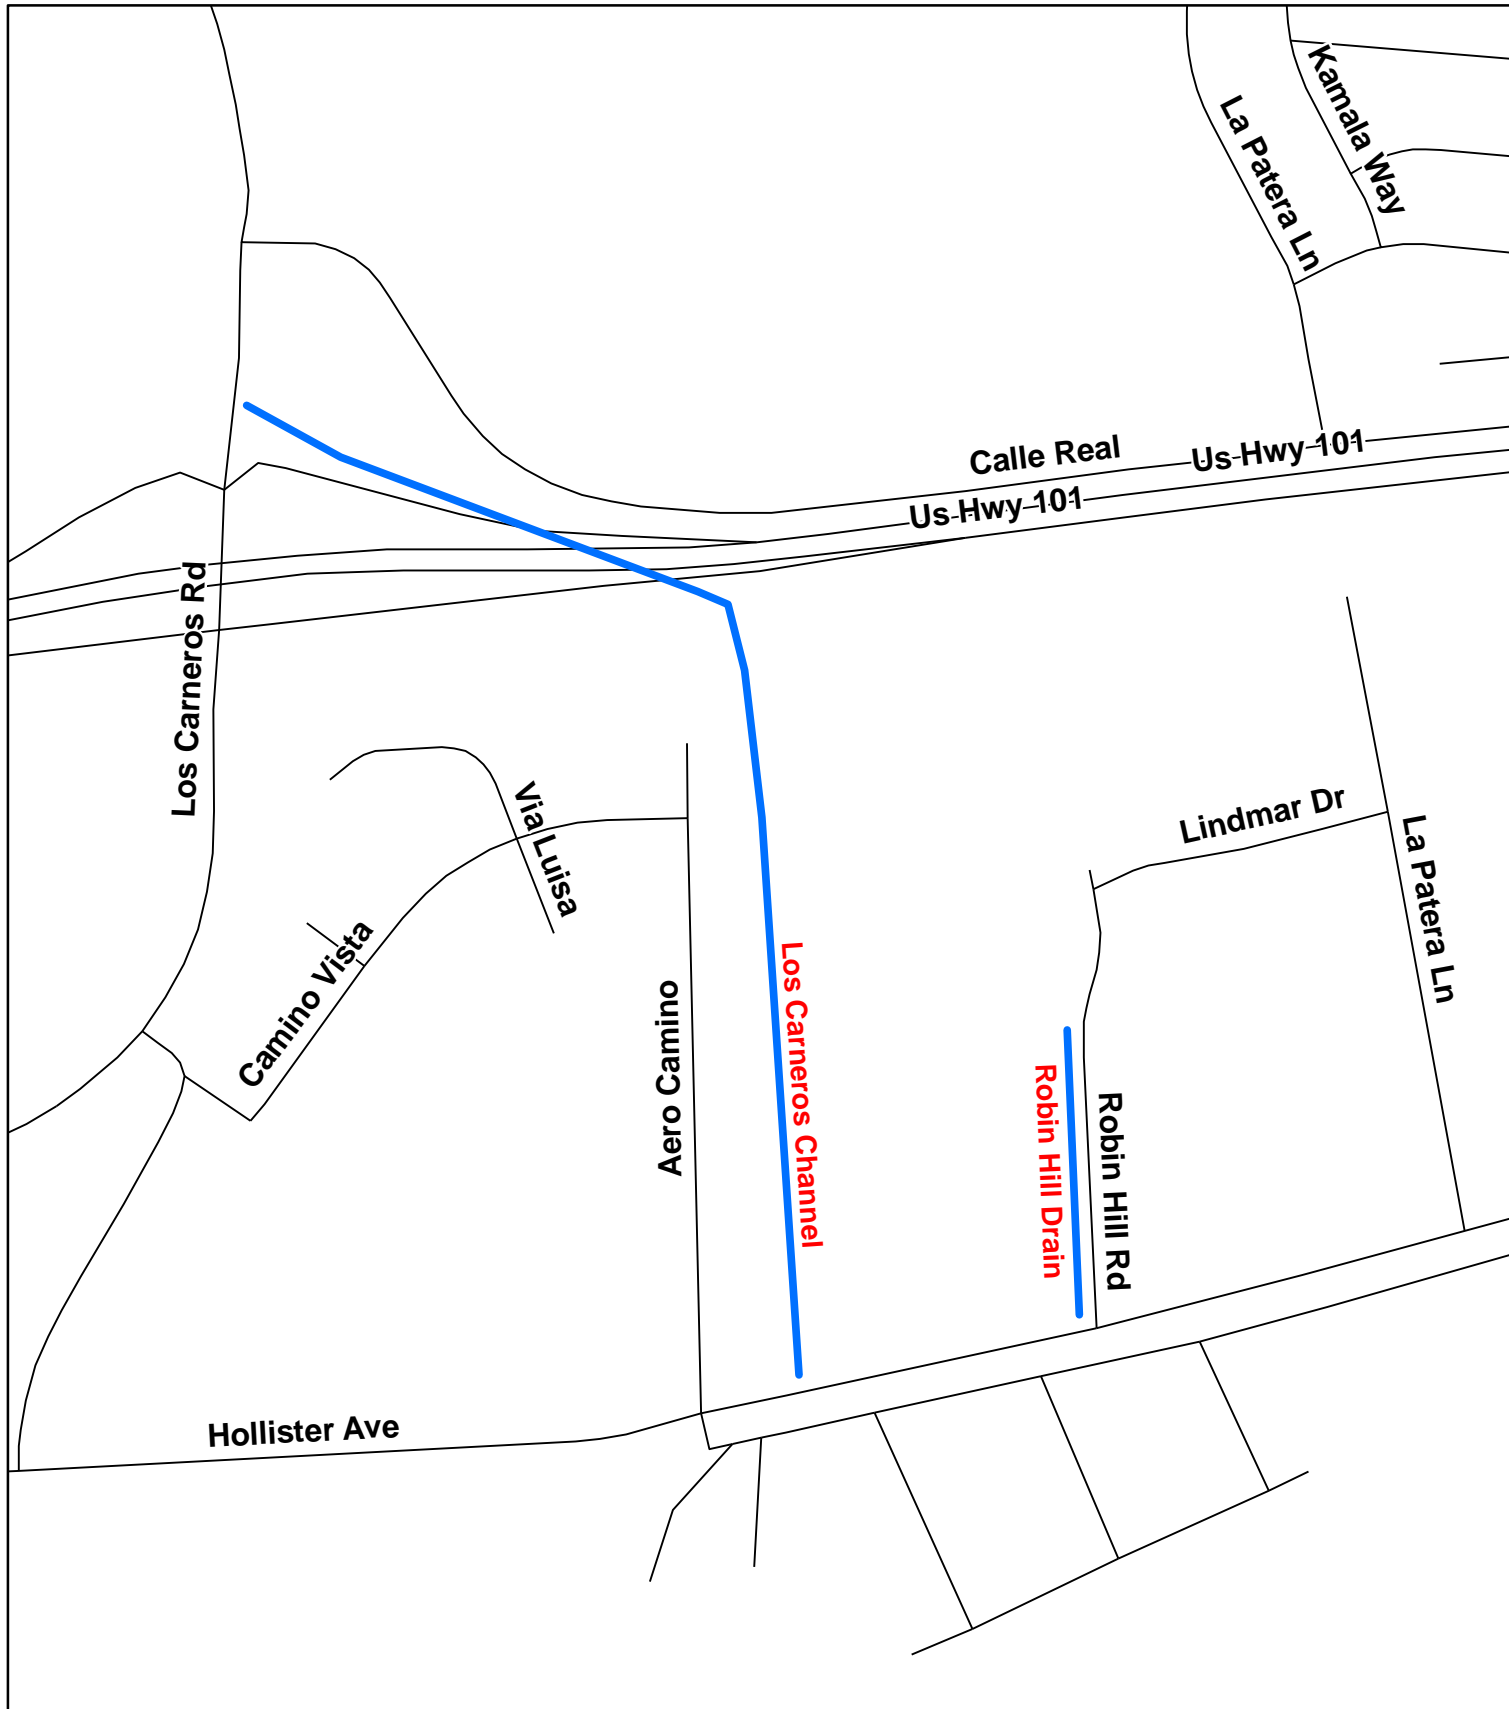 Kamala Way
La Patera Ln
Calle Real
Us Hwy 101
Us Hwy 101
Los Carneros Rd
Via Luisa
Lindmar Dr
La Patera Ln
Camino Vista
Aero Camino
Los Carneros Channel
Robin Hill Drain
Robin Hill Rd
Hollister Ave